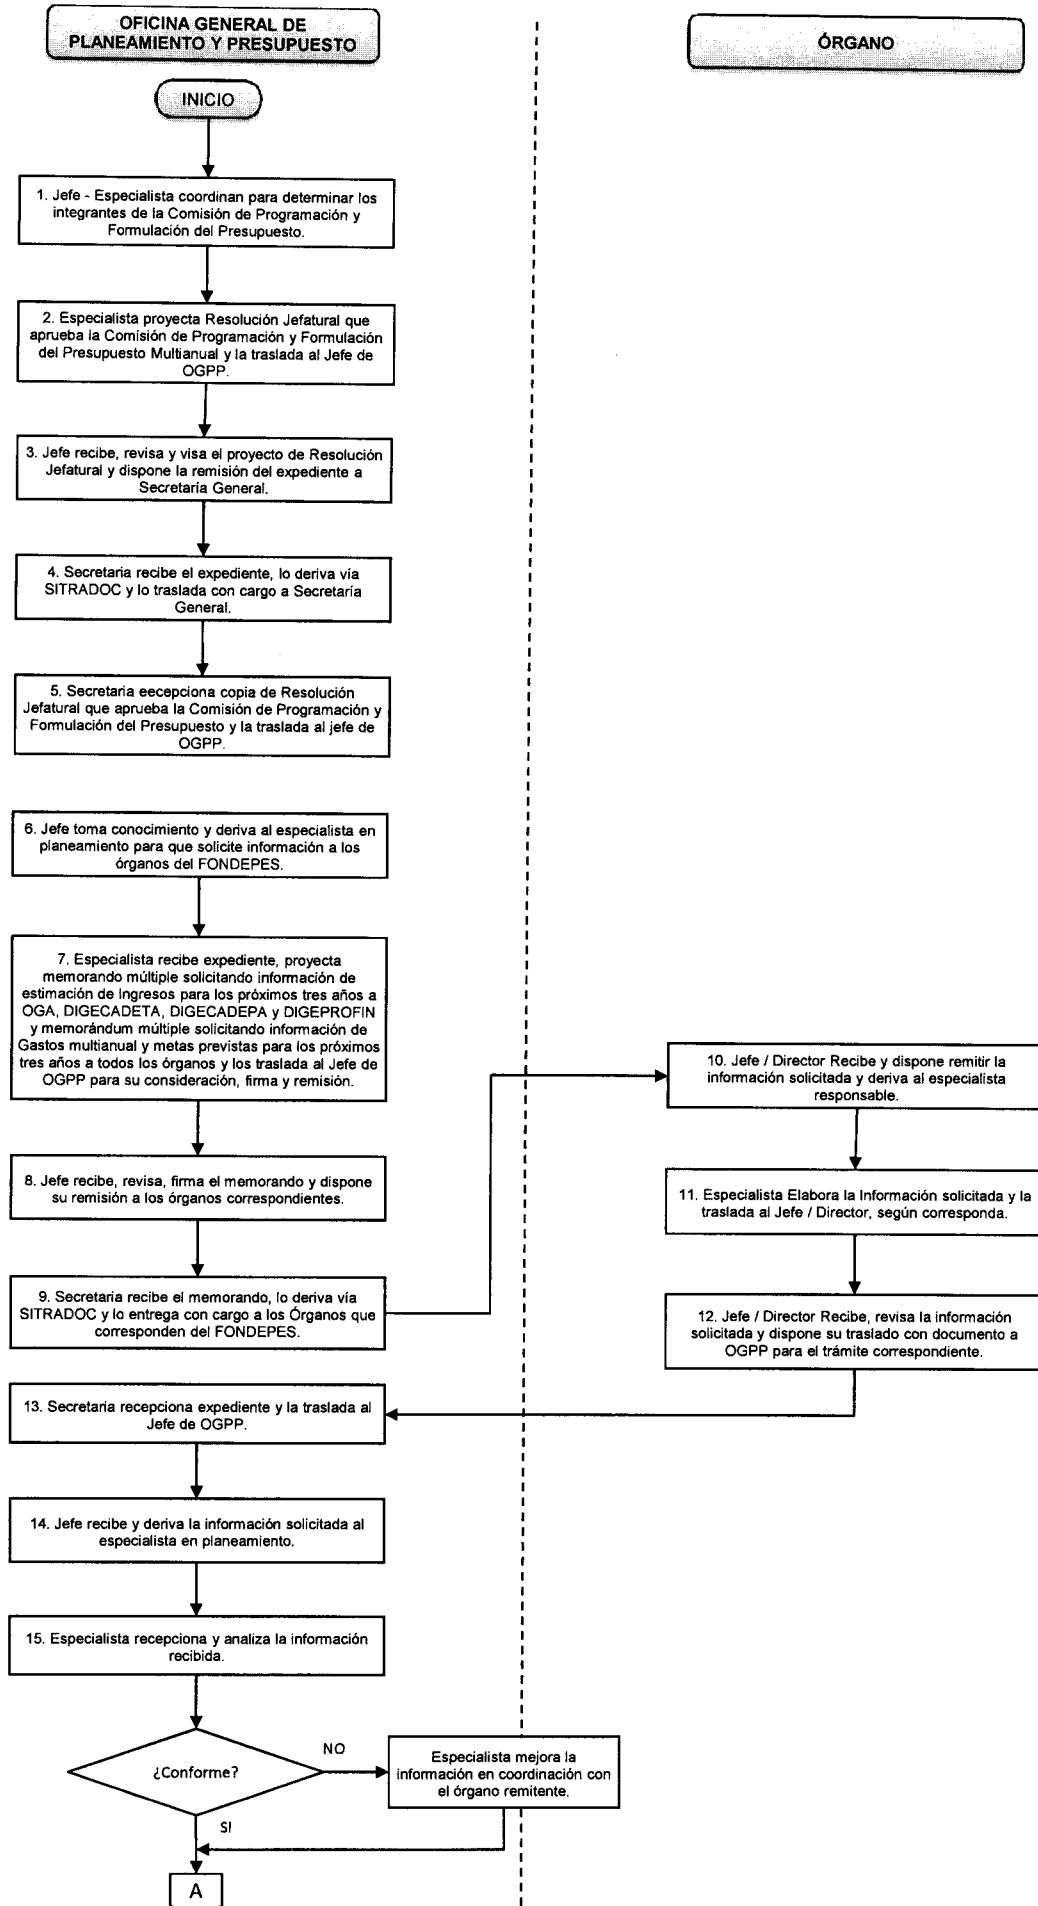 OFICINA GENERAL DE
PLANEAMIENTO Y PRESUPUESTO
ÓRGANO
INICIO
1. Jefe - Especialista coordinan para determinar los
integrantes de la Comisión de Programación y
Formulación del Presupuesto.
2. Especialista proyecta Resolución Jefatural que
aprueba la Comisión de Programación y Formulación
del Presupuesto Multianual y la traslada al Jefe de
OGPP.
3. Jefe recibe, revisa y visa el proyecto de Resolución
Jefatural y dispone la remisión del expediente a
Secretaría General.
4. Secretaria recibe el expediente, lo deriva vía
SITRADOC y lo traslada con cargo a Secretaría
General.
5. Secretaria eecepciona copia de Resolución
Jefatural que aprueba la Comisión de Programación y
Formulación del Presupuesto y la traslada al jefe de
OGPP.
6. Jefe toma conocimiento y deriva al especialista en
planeamiento para que solicite información a los
órganos del FONDEPES.
7. Especialista recibe expediente, proyecta
memorando múltiple solicitando información de
estimación de Ingresos para los próximos tres años a
OGA, DIGECADETA, DIGECADEPA y DIGEPROFIN
y memorándum múltiple solicitando información de
Gastos multianual y metas previstas para los próximos
tres años a todos los órganos y los traslada al Jefe de
OGPP para su consideración, firma y remisión.
8. Jefe recibe, revisa, firma el memorando y dispone
su remisión a los órganos correspondientes.
9. Secretaria recibe el memorando, lo deriva vía
SITRADOC y lo entrega con cargo a los Órganos que
corresponden del FONDEPES.
10. Jefe / Director Recibe y dispone remitir la
información solicitada y deriva al especialista
responsable.
11. Especialista Elabora la Información solicitada y la
traslada al Jefe / Director, según corresponda.
12. Jefe / Director Recibe, revisa la información
solicitada y dispone su traslado con documento a
OGPP para el trámite correspondiente.
13. Secretaria recepciona expediente y la traslada al
Jefe de OGPP.
14. Jefe recibe y deriva la información solicitada al
especialista en planeamiento.
15. Especialista recepciona y analiza la información
recibida.
¿Conforme?
NO
Especialista mejora la
información en coordinación con
el órgano remitente.
SI
A